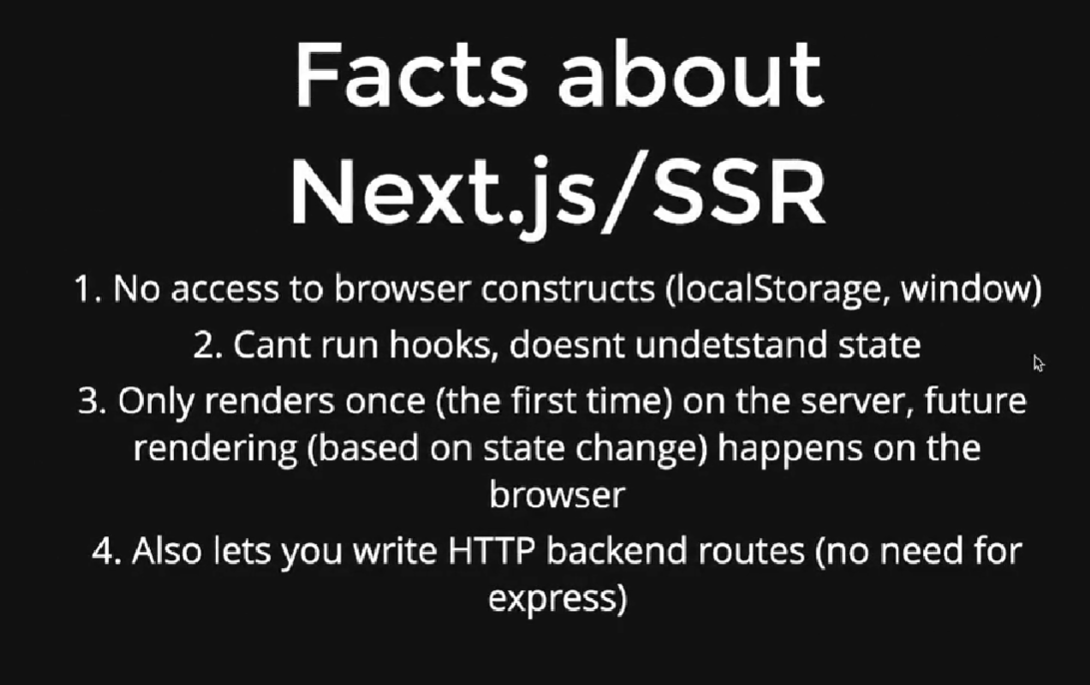 Facts about
Next.js/SSR
1. No access to browser constructs (localStorage, window)
2. Cant run hooks, doesnt undetstand state
3. Only renders once (the first time) on the server, future
rendering (based on state change) happens on the
browser
4. Also lets you write HTTP backend routes (no need for
express)